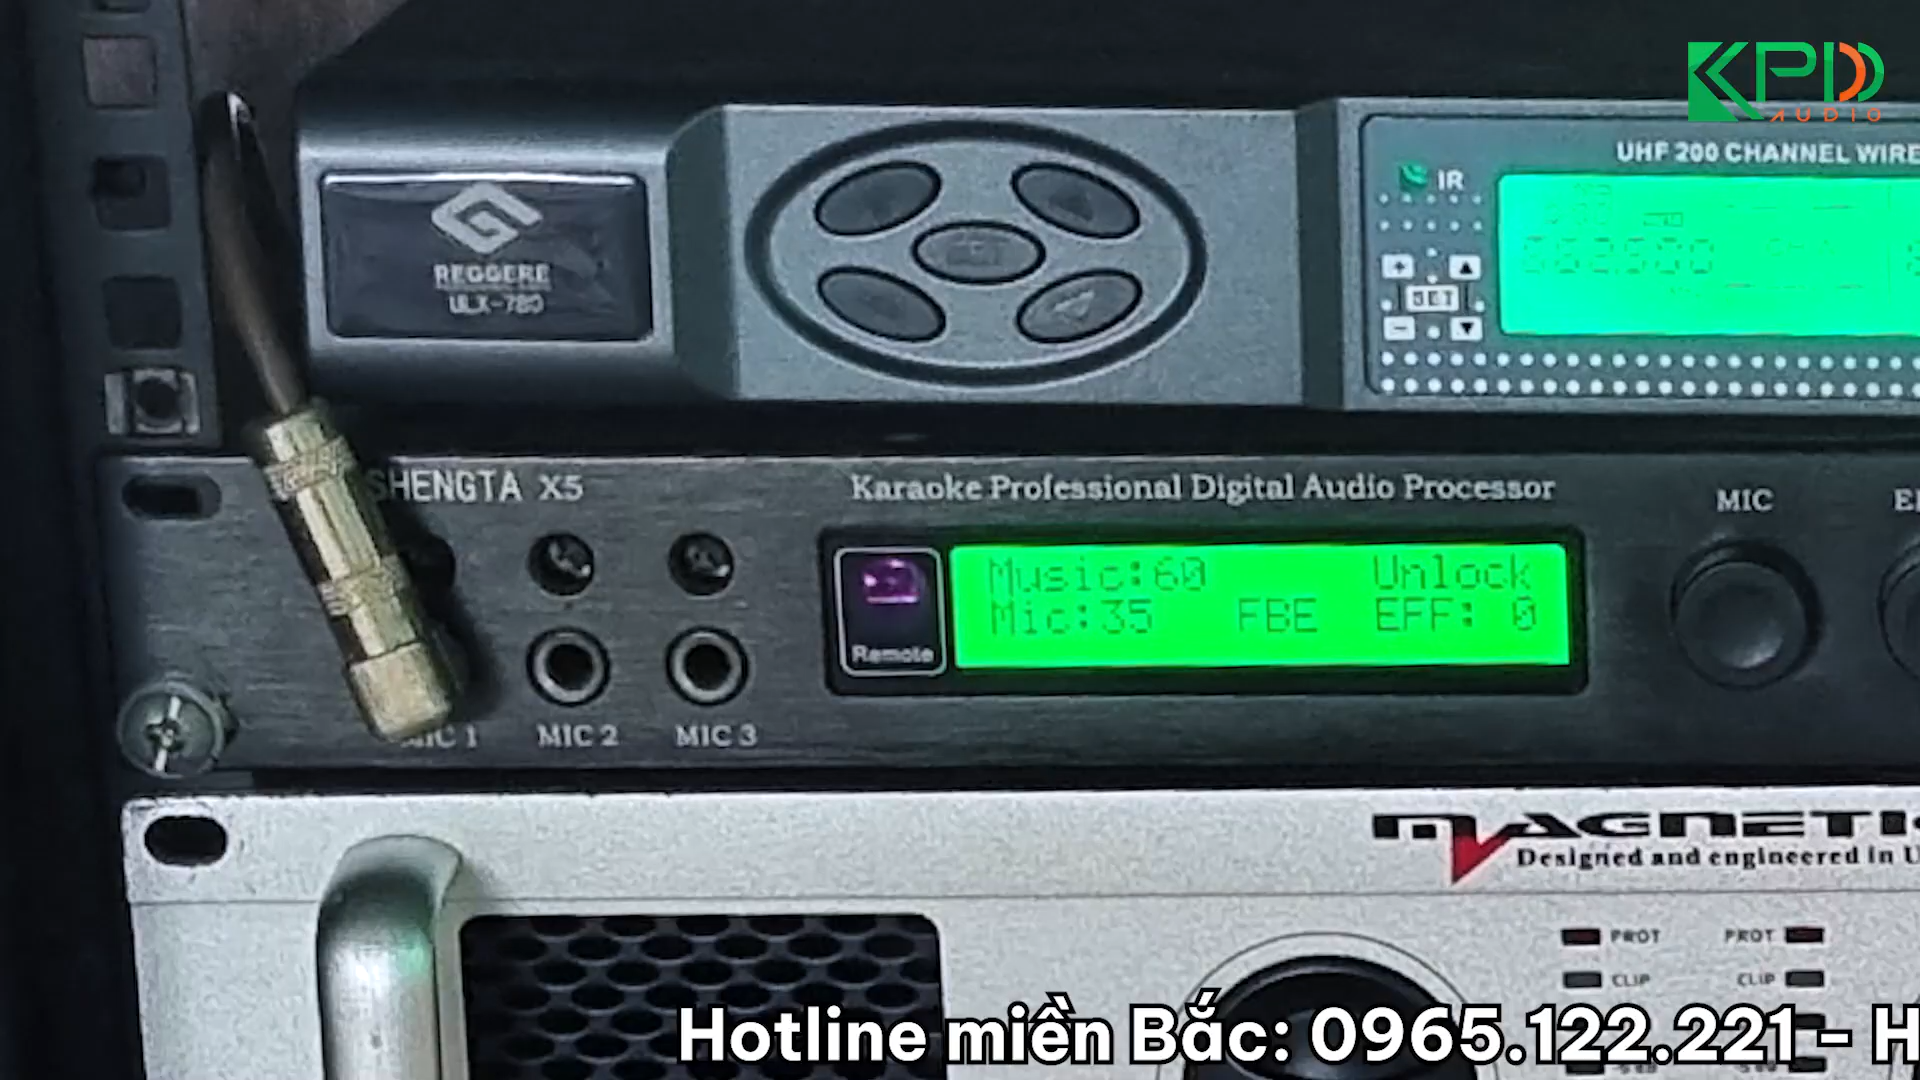 KPD
AUDIO
UHF 200 CHANNEL WIRE
IR
SET
REGGERE
ULX-780
SHENGTA X5
Karaoke Professional Digital Audio Processor
MIC
Music:60 Unlock
Mic:35 FBE EFF: 0
Remote
MIC 1
MIC 2
MIC 3
MAGNETI
Designed and engineered in U
PROT PROT
CLIP CLIP
Hotline miền Bắc: 0965.122.221 - H